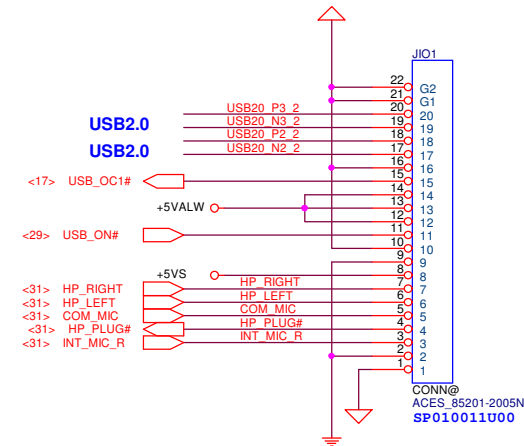 JIO1
22 G2
21 G1
USB20_P3_2 20 20
USB2.0 USB20_N3_2 19 19
USB20_P2_2 18 18
USB2.0 USB20_N2_2 17 17
16 16
<17> USB_OC1# 15 15
14 14
+5VALW 13 13
12 12
<29> USB_ON# 11 11
10 10
9 9
+5VS 8 8
<31> HP_RIGHT HP_RIGHT 7 7
<31> HP_LEFT HP_LEFT 6 6
<31> COM_MIC COM_MIC 5 5
<31> HP_PLUG# HP_PLUG# 4 4
<31> INT_MIC_R INT_MIC_R 3 3
2 2
1 1
CONN@
ACES_85201-2005N
SP010011U00